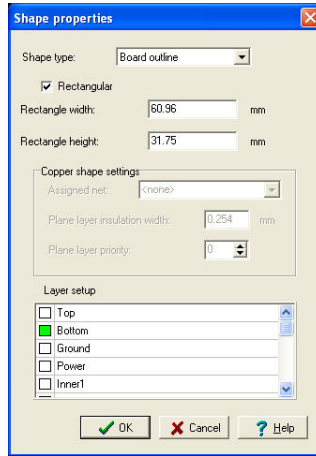 Shape properties
Shape type: Board outline
Rectangular
Rectangle width: 60.96 mm
Rectangle height: 31.75 mm
Copper shape settings
Assigned net: <none>
Plane layer insulation width: 0.254 mm
Plane layer priority: 0
Layer setup
Top
Bottom
Ground
Power
Inner1
OK Cancel ? Help